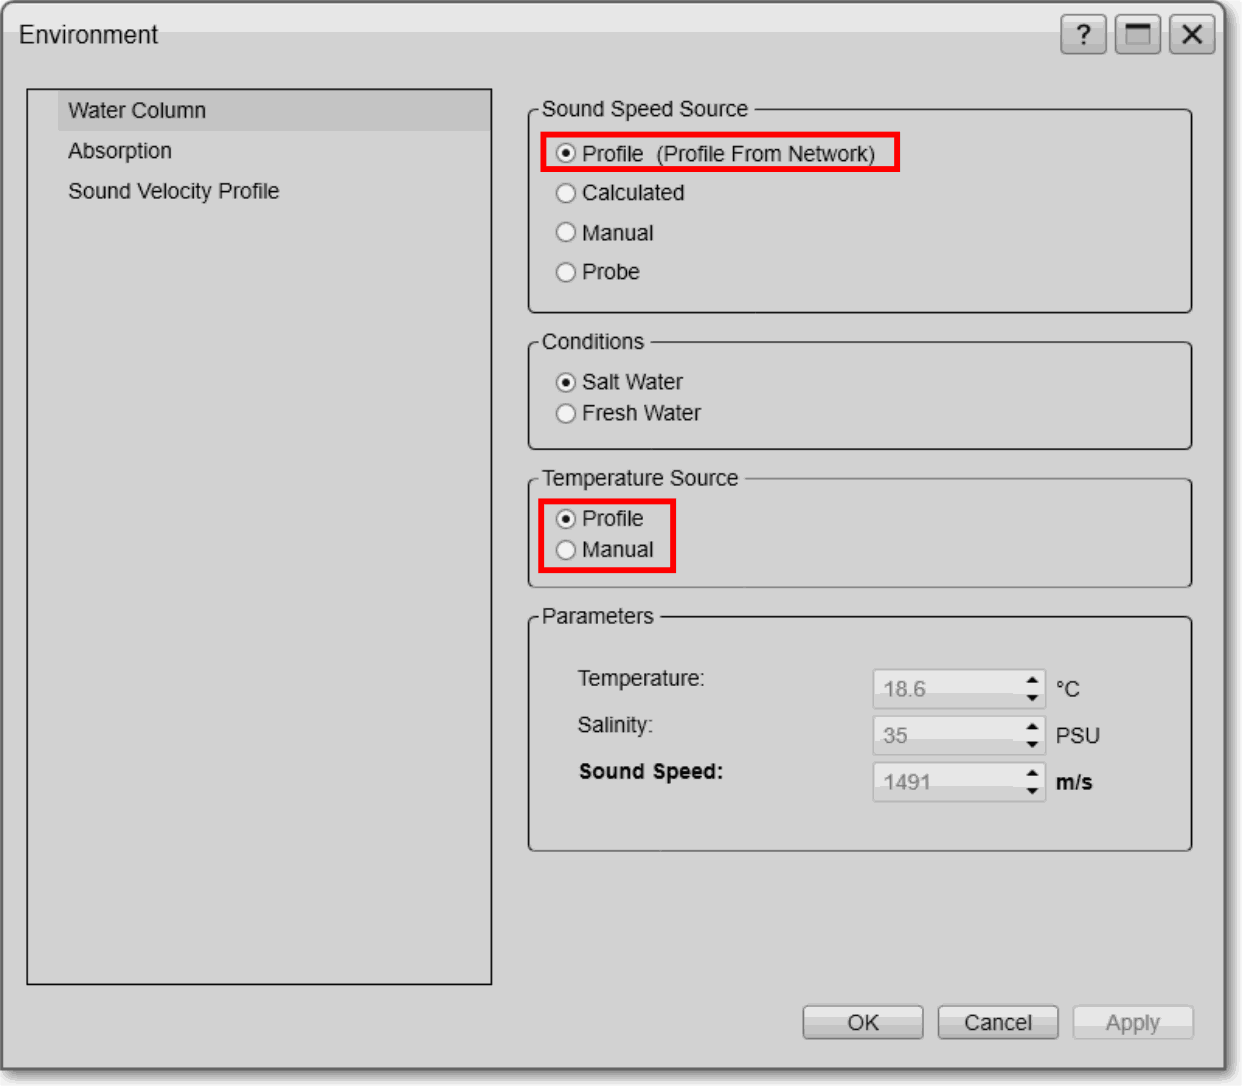 Environment
?
Water Column
Absorption
Sound Velocity Profile
Sound Speed Source
Profile (Profile From Network)
Calculated
Manual
Probe
Conditions
Salt Water
Fresh Water
Temperature Source
Profile
Manual
Parameters
Temperature: 18.6 °C
Salinity: 35 PSU
Sound Speed: 1491 m/s
OK Cancel Apply